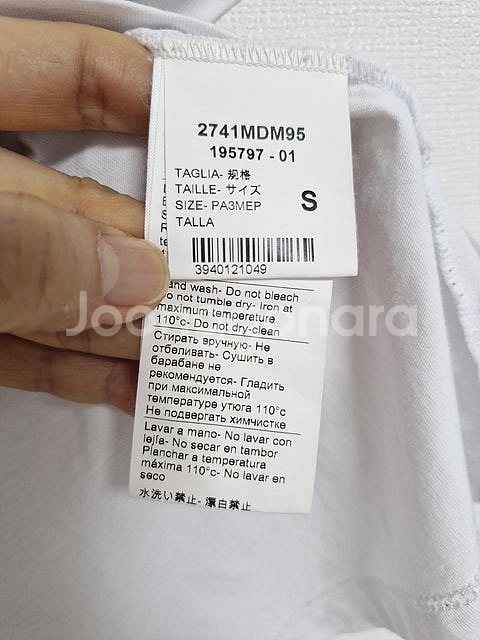 2741MDM95
195797 - 01
TAGLIA- 规格
TAILLE- サイズ
SIZE- РАЗМЕР
TALLA
S
3940121049
and wash- Do not bleach
o not tumble dry- Iron at
maximum temperature
110°c- Do not dry-clean
Стирать вручную- Не
отбеливать- Сушить в
барабане не
рекомендуется- Гладить
при максимальной
температуре утюга 110°с
Не подвергать химчистке
Lavar a mano- No lavar con
lejía- No secar en tambor
Planchar a temperatura
máxima 110°c- No lavar en
seco
水洗い禁止- 漂白禁止